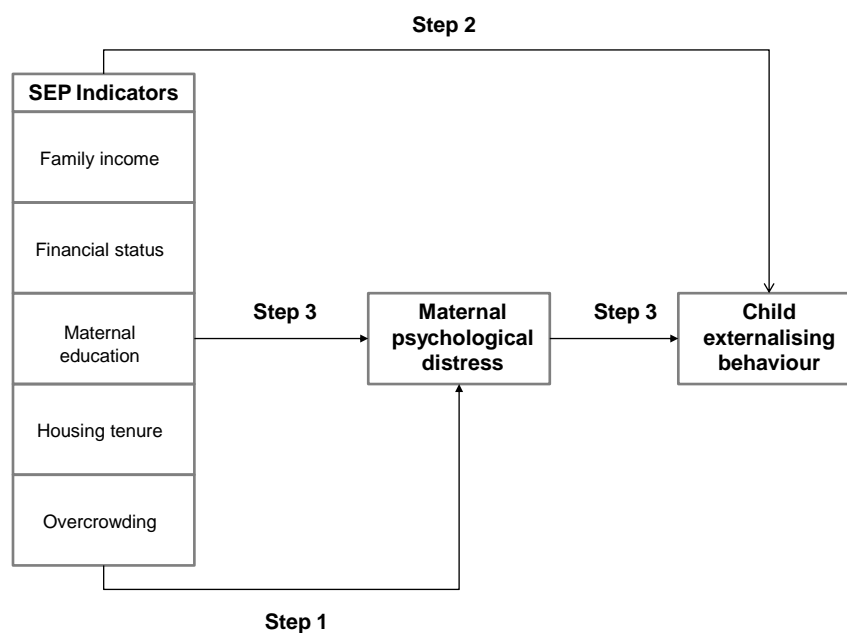 Step 2
SEP Indicators
Family income
Financial status
Maternal
education
Housing tenure
Overcrowding
Step 3
Maternal
psychological
distress
Step 3
Child
externalising
behaviour
Step 1